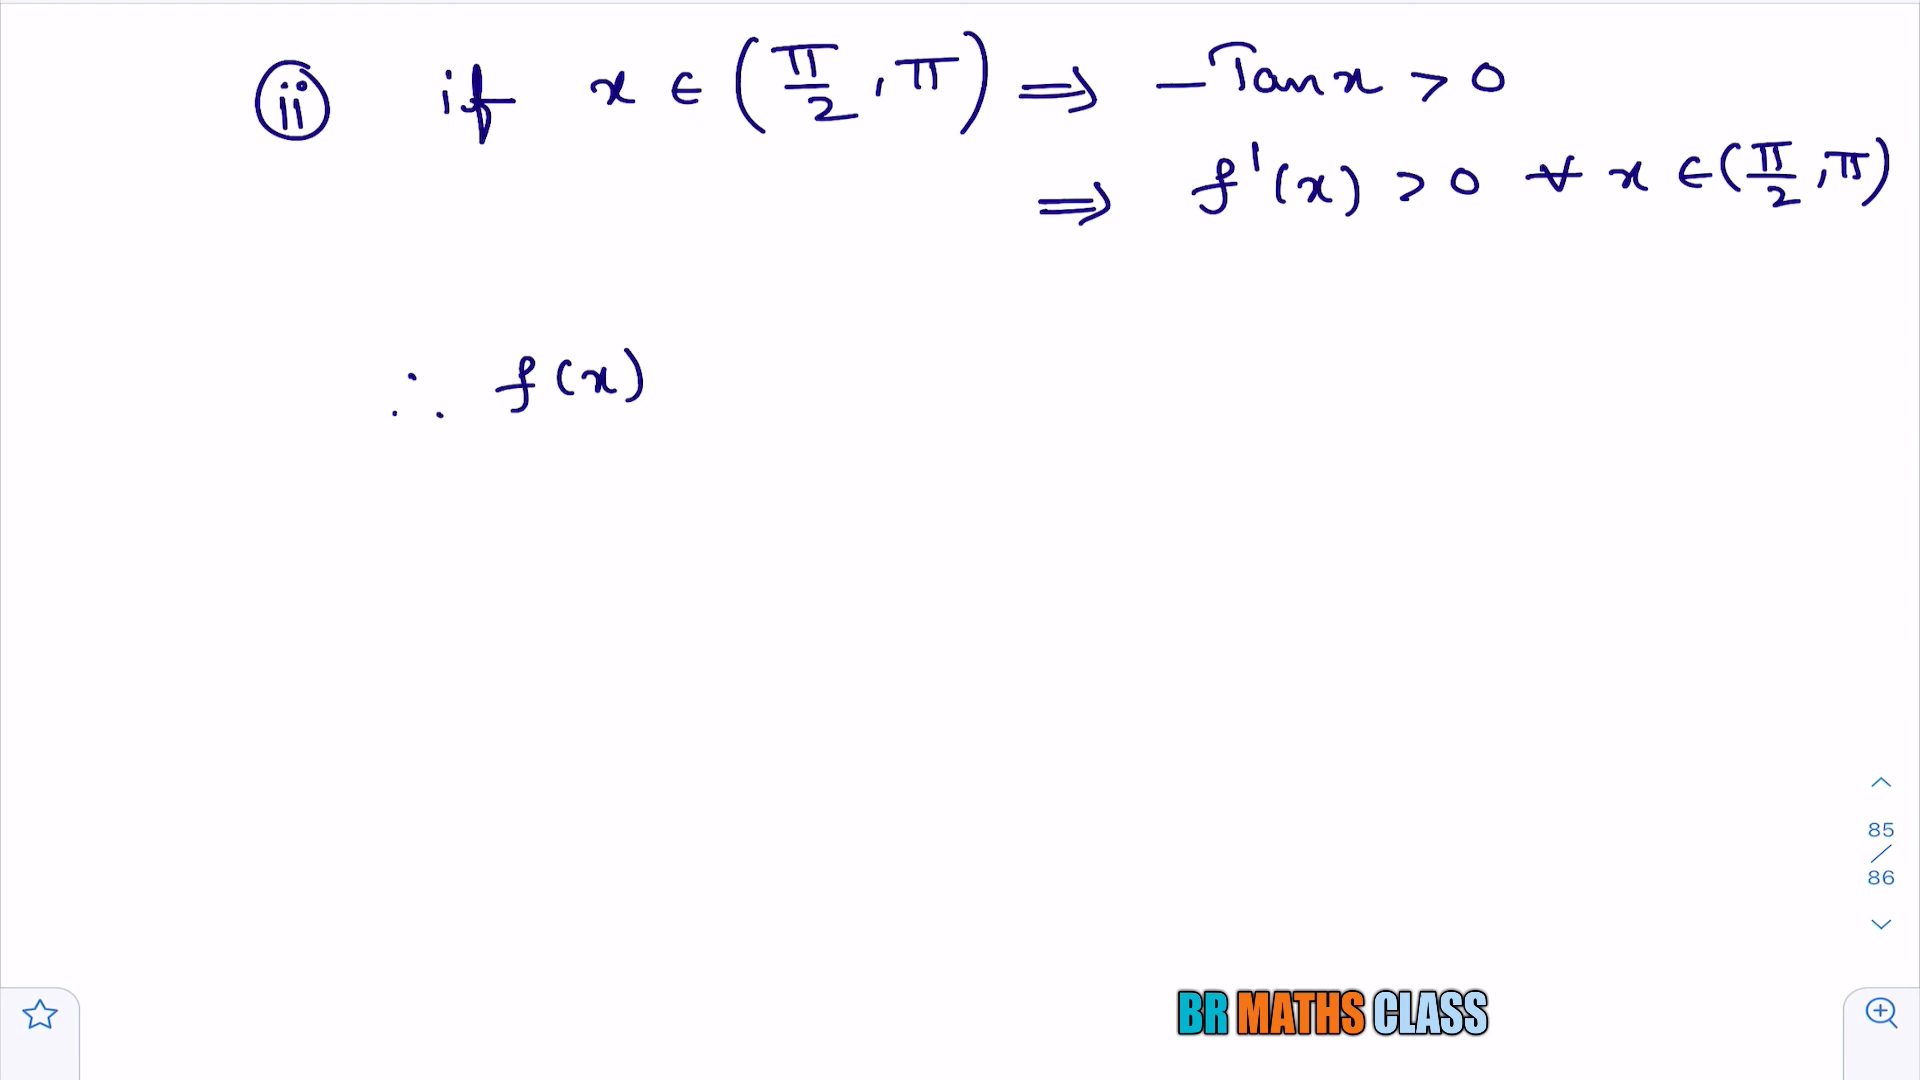 ii if x ∈ (π/2, π) ⇒ -Tan x > 0
⇒ f'(x) > 0 ∀ x ∈ (π/2, π)
∴ f(x)
85
/
86
BR MATHS CLASS